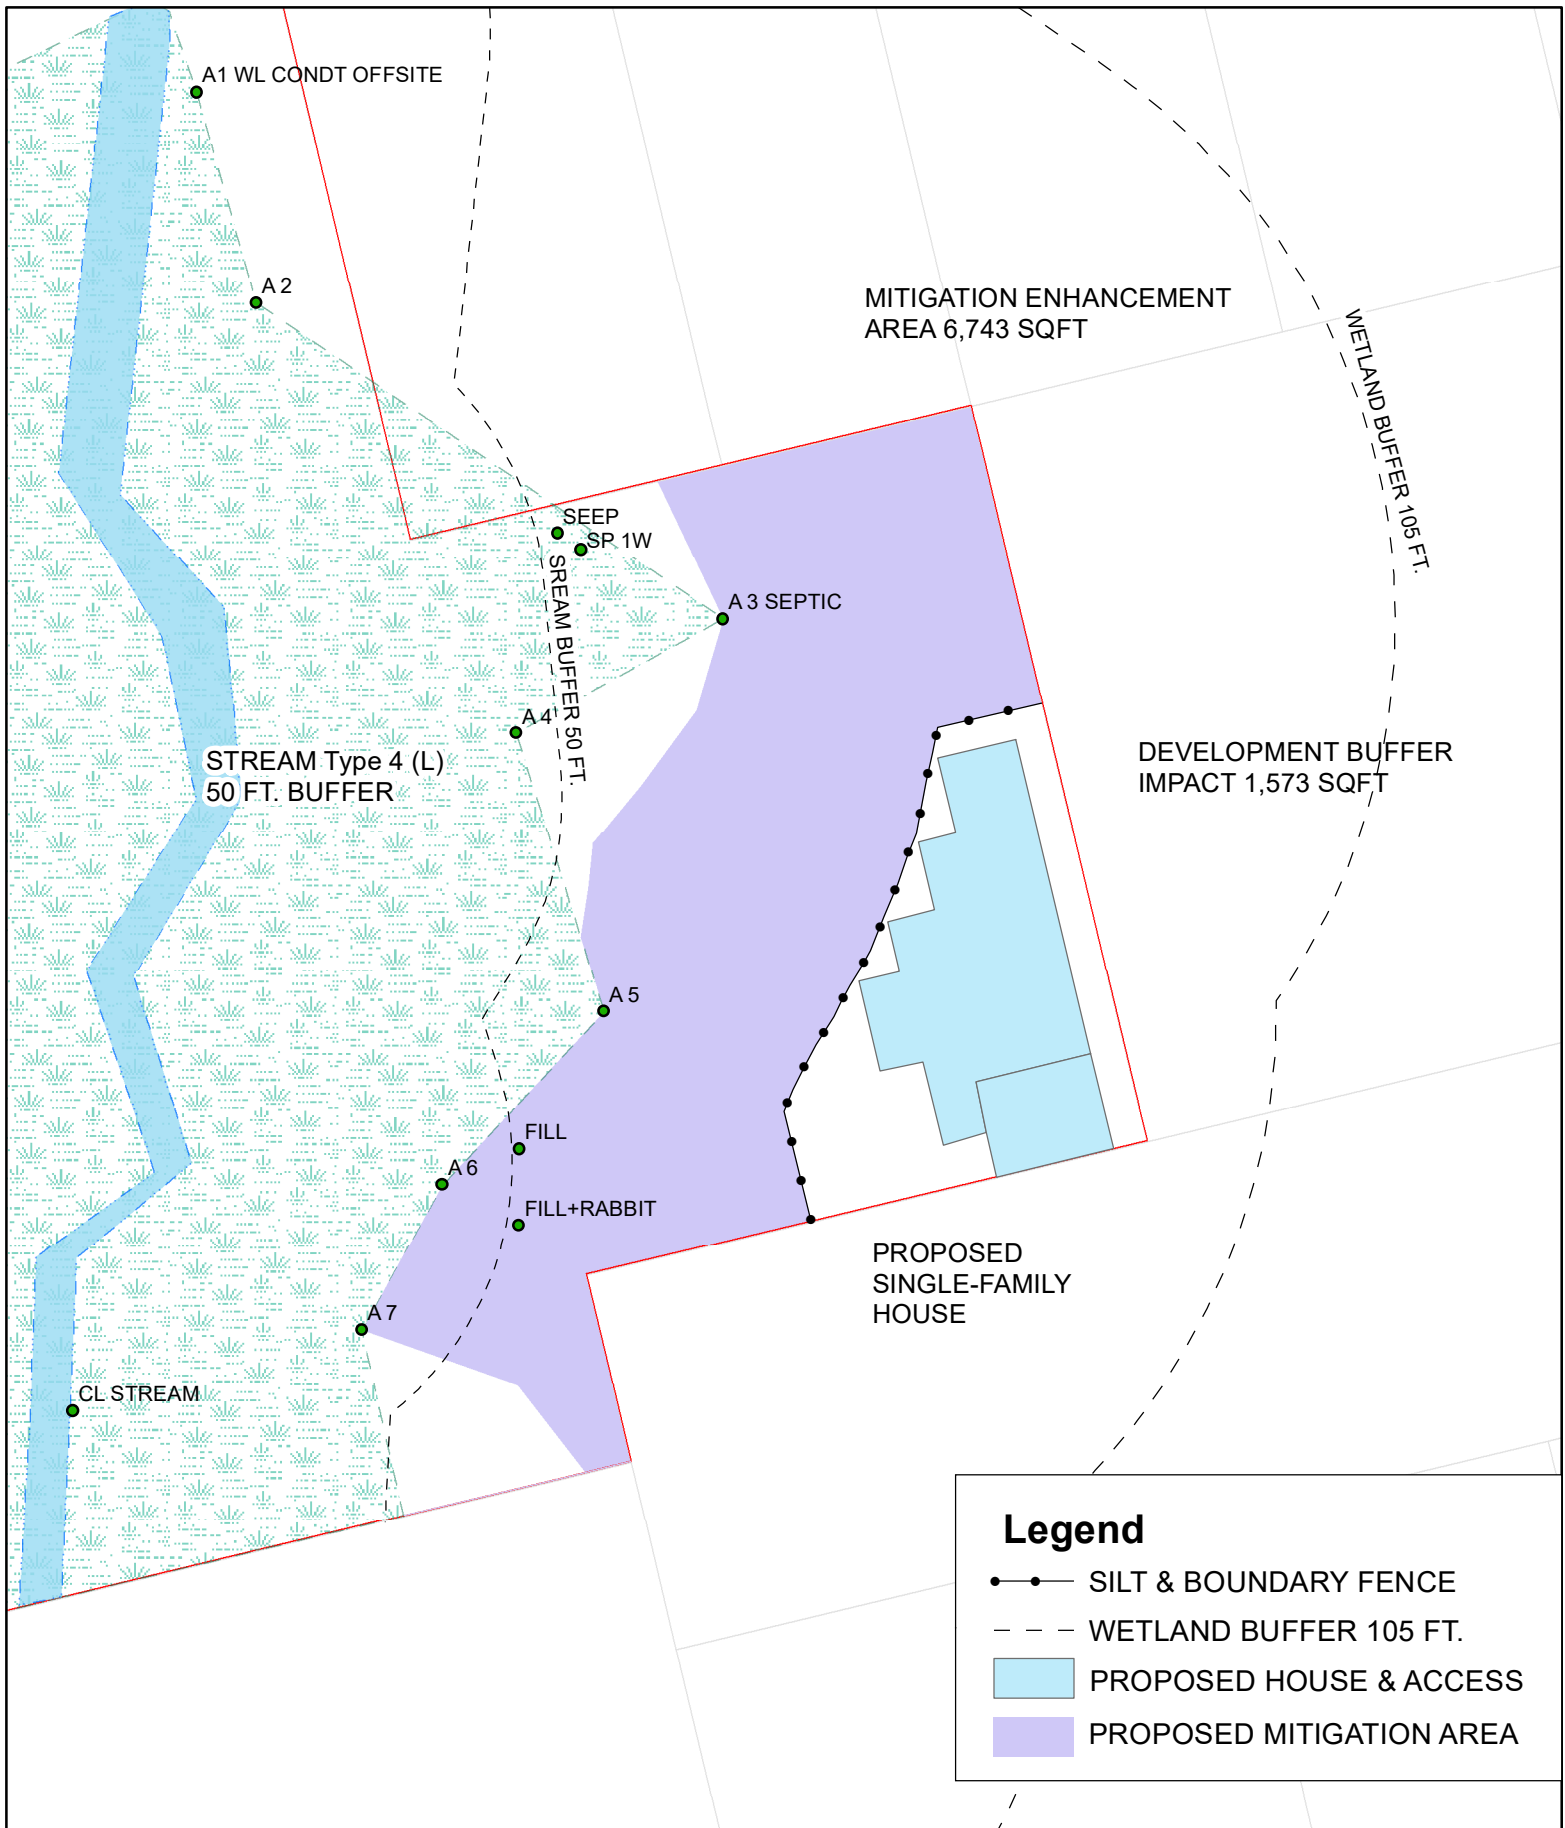 A1 WL CONDT OFFSITE
A 2
MITIGATION ENHANCEMENT
AREA 6,743 SQFT
WETLAND BUFFER 105 FT.
SEEP
SP 1W
SREAM BUFFER 50 FT.
A 3 SEPTIC
A 4
STREAM Type 4 (L)
50 FT. BUFFER
DEVELOPMENT BUFFER
IMPACT 1,573 SQFT
A 5
FILL
A 6
FILL+RABBIT
PROPOSED
SINGLE-FAMILY
HOUSE
A 7
CL STREAM
Legend
SILT & BOUNDARY FENCE
WETLAND BUFFER 105 FT.
PROPOSED HOUSE & ACCESS
PROPOSED MITIGATION AREA